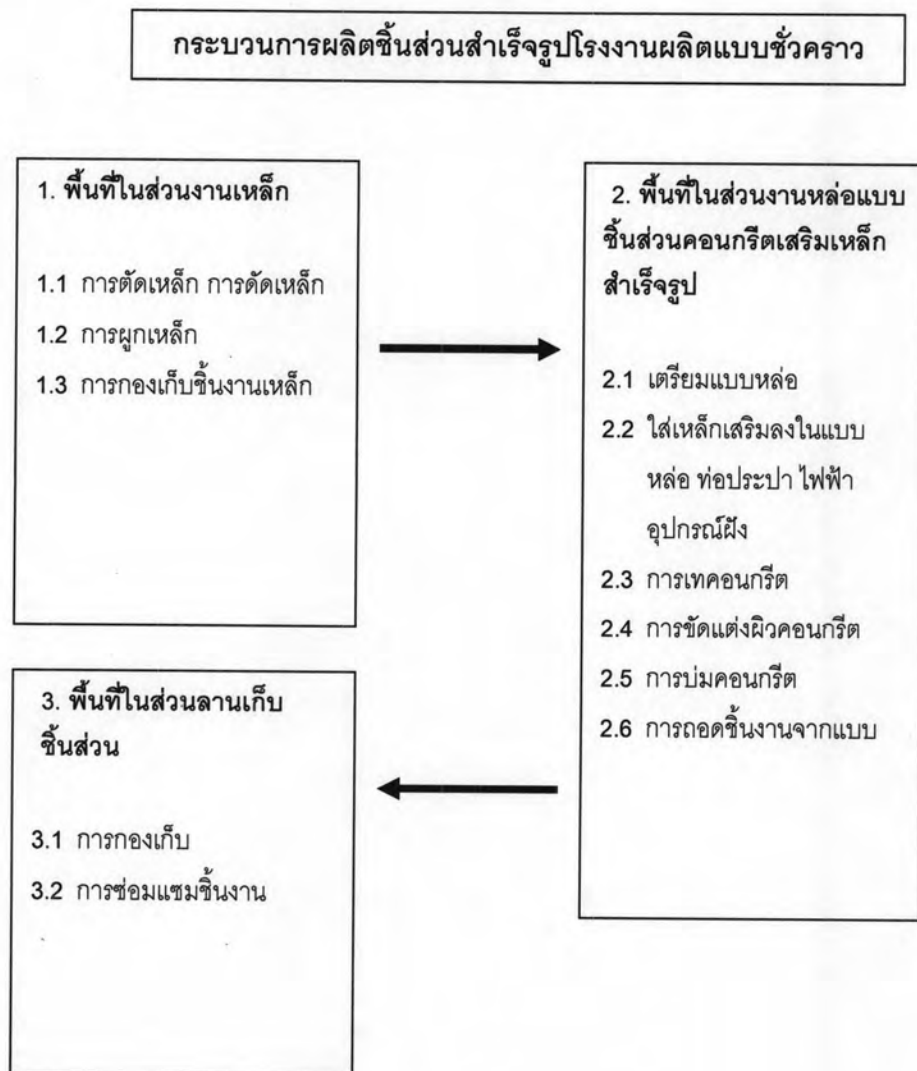 กระบวนการผลิตชิ้นส่วนสำเร็จรูปโรงงานผลิตแบบชั่วคราว
1. พื้นที่ในส่วนงานเหล็ก
1.1 การตัดเหล็ก การดัดเหล็ก
1.2 การผูกเหล็ก
1.3 การกองเก็บชิ้นงานเหล็ก
2. พื้นที่ในส่วนงานหล่อแบบ
ชิ้นส่วนคอนกรีตเสริมเหล็ก
สำเร็จรูป
2.1 เตรียมแบบหล่อ
2.2 ใส่เหล็กเสริมลงในแบบ
หล่อ ท่อประปา ไฟฟ้า
อุปกรณ์ฝัง
2.3 การเทคอนกรีต
2.4 การขัดแต่งผิวคอนกรีต
2.5 การบ่มคอนกรีต
2.6 การถอดชิ้นงานจากแบบ
3. พื้นที่ในส่วนลานเก็บ
ชิ้นส่วน
3.1 การกองเก็บ
3.2 การซ่อมแซมชิ้นงาน